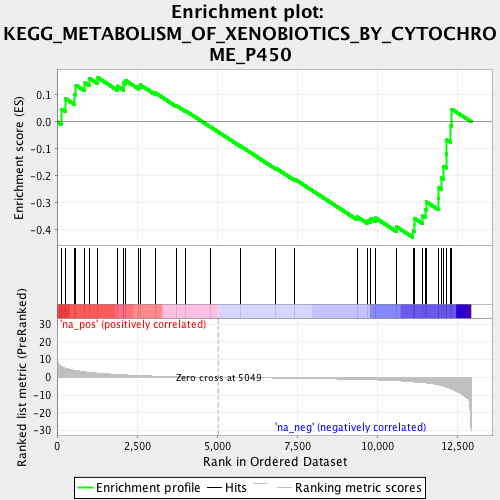 Enrichment plot:
KEGG_METABOLISM_OF_XENOBIOTICS_BY_CYTOCHRO
ME_P450
Enrichment score (ES)
0.1
0.0
-0.1
-0.2
-0.3
-0.4
'na_pos' (positively correlated)
Ranked list metric (PreRanked)
30
20
10
0
-10
-20
-30
Zero cross at 5049
'na_neg' (negatively correlated)
0
2,500
5,000
7,500
10,000
12,500
Rank in Ordered Dataset
Enrichment profile
Hits
Ranking metric scores